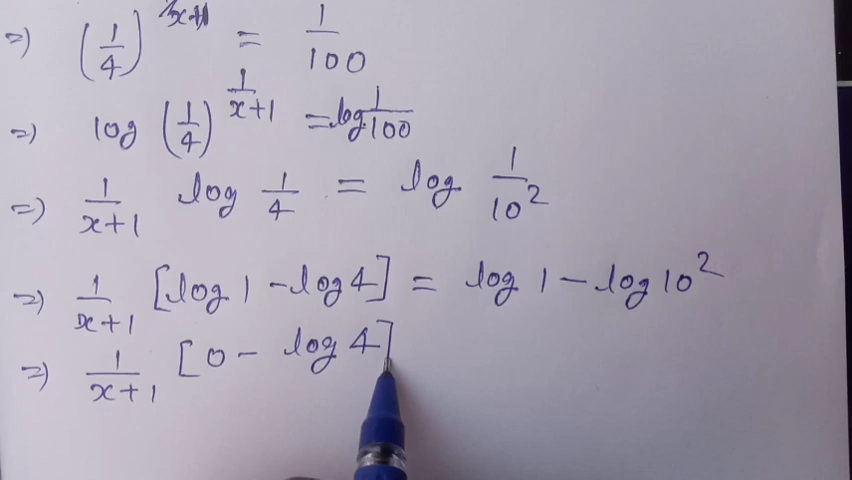 =) (1/4)^(1/x+1) = 1/100
=) log (1/4)^(1/x+1) = log 1/100
=) 1/x+1 log 1/4 = log 1/10^2
=) 1/x+1 [log 1 - log 4] = log 1 - log 10^2
=) 1/x+1 [0 - log 4]